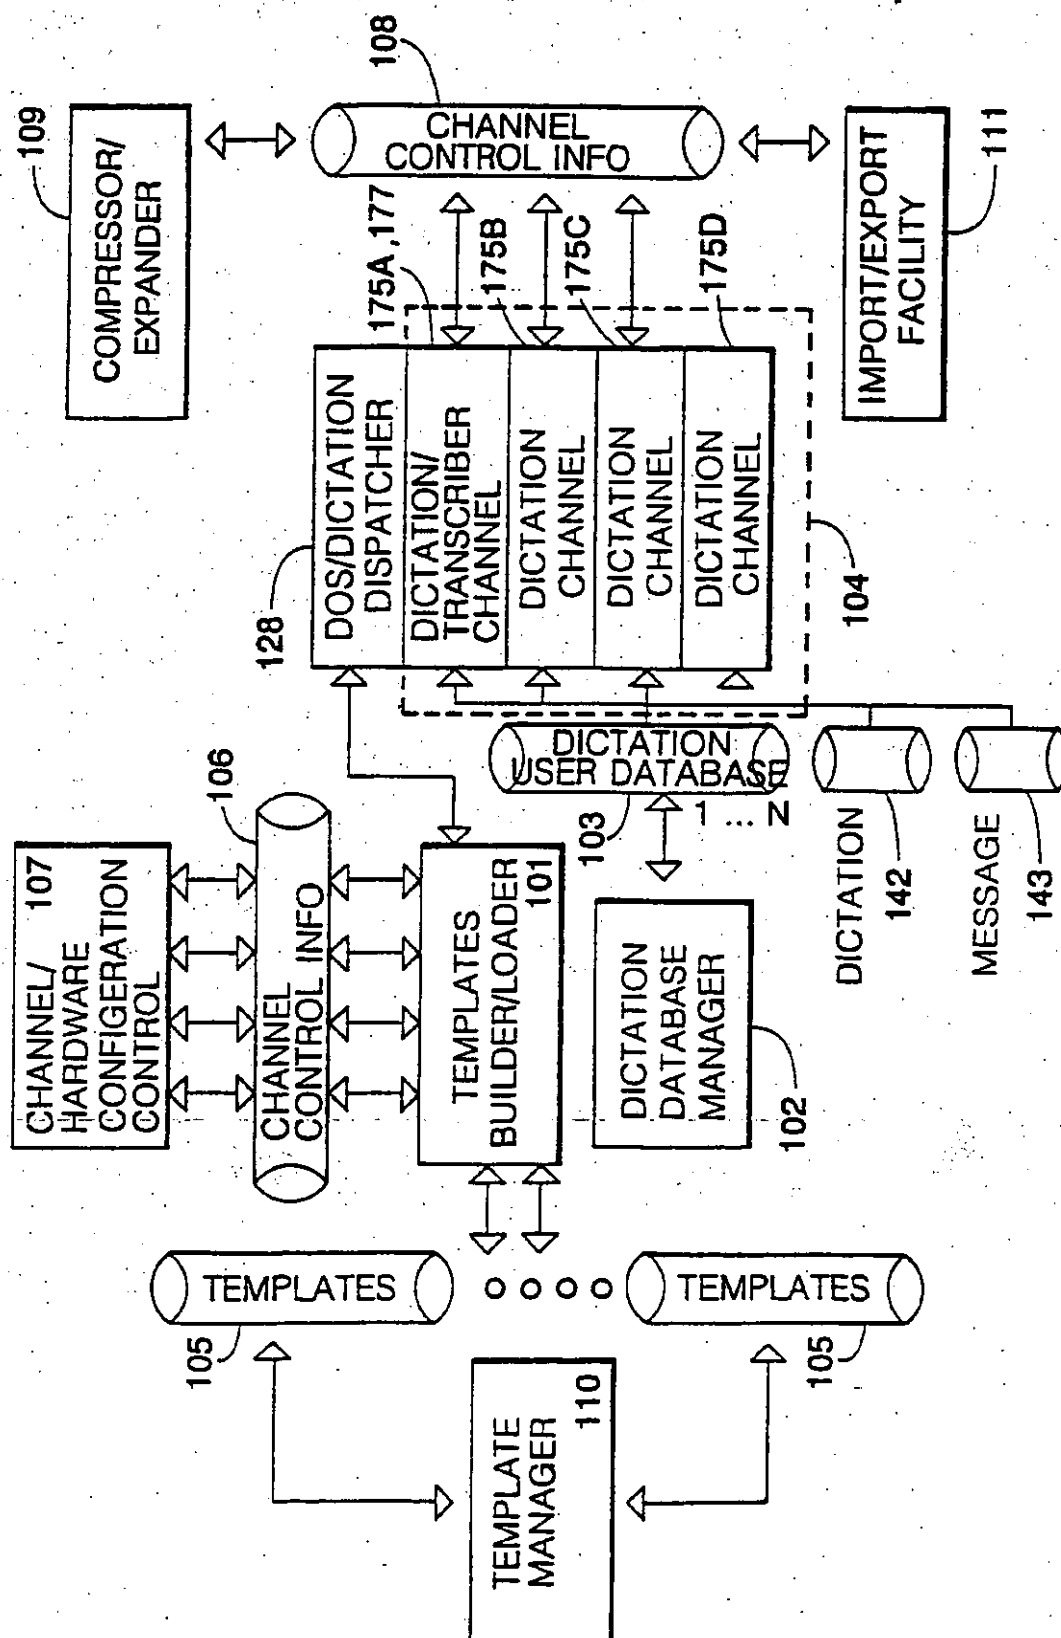 109
COMPRESSOR/
EXPANDER
108
CHANNEL
CONTROL INFO
111
IMPORT/EXPORT
FACILITY
175A,177
175B
175C
175D
128
DOS/DICTATION
DISPATCHER
DICTATION/
TRANSCRIBER
CHANNEL
DICTATION
CHANNEL
DICTATION
CHANNEL
DICTATION
CHANNEL
104
107
CHANNEL/
HARDWARE
CONFIGERATION
CONTROL
106
CHANNEL
CONTROL INFO
101
TEMPLATES
BUILDER/LOADER
103
DICTATION
USER DATABASE
1 ... N
DICTATION
DATABASE
MANAGER
102
DICTATION
142
MESSAGE
143
TEMPLATES
105
TEMPLATES
105
TEMPLATE
MANAGER
110